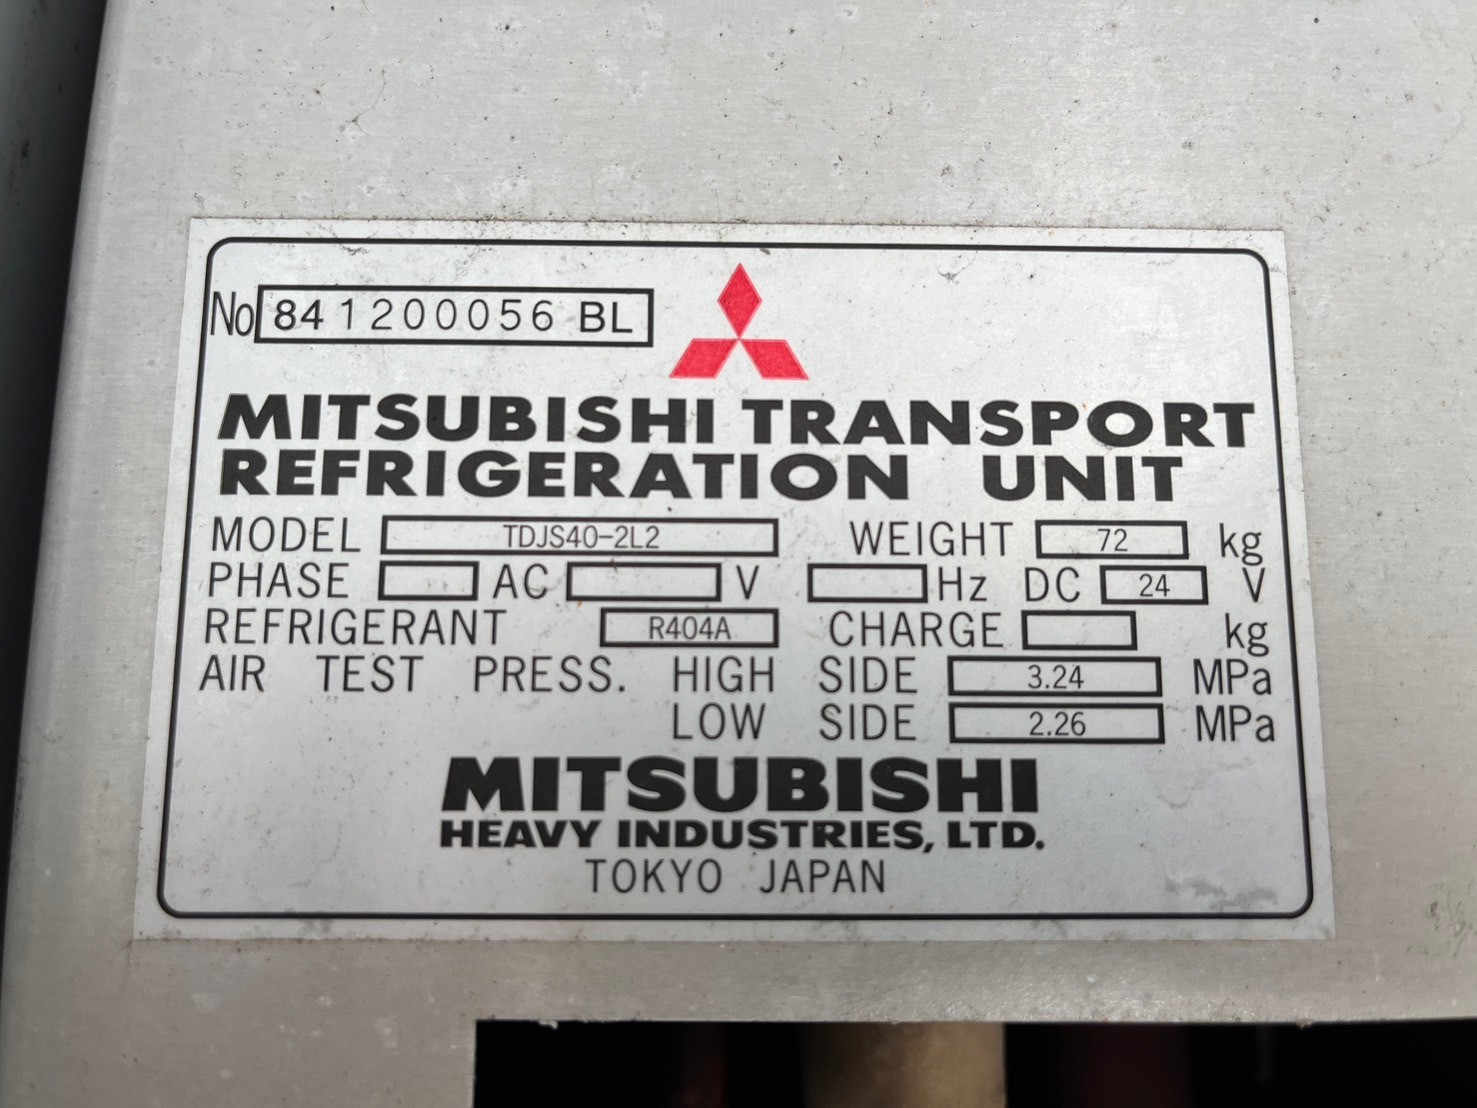 No 841200056 BL
MITSUBISHI TRANSPORT
REFRIGERATION UNIT
MODEL TDJS40-2L2 WEIGHT 72 kg
PHASE AC V Hz DC 24 V
REFRIGERANT R404A CHARGE kg
AIR TEST PRESS. HIGH SIDE 3.24 MPa
LOW SIDE 2.26 MPa
MITSUBISHI
HEAVY INDUSTRIES, LTD.
TOKYO JAPAN